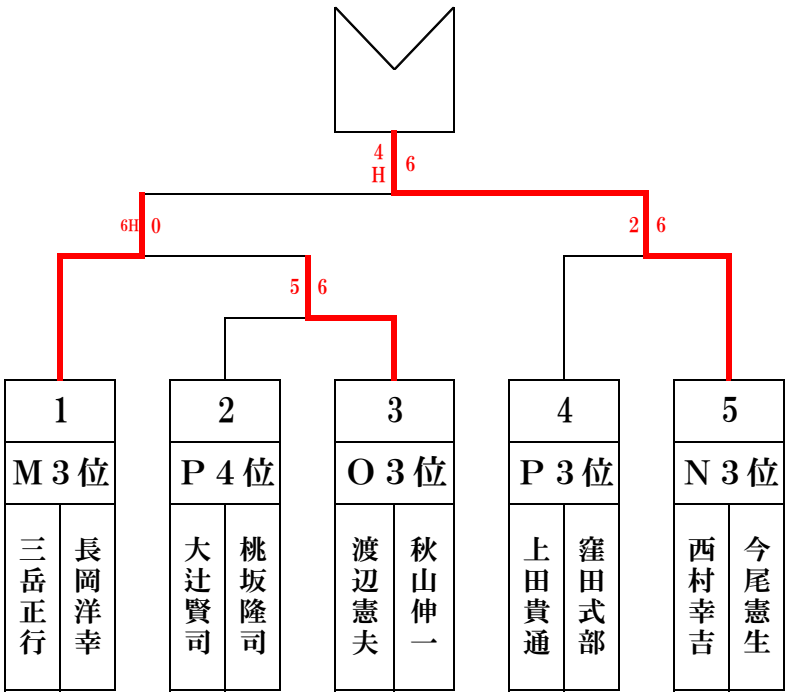 4 6
H
6H 0
2 6
5 6
1 2 3 4 5
M3位 P4位 O3位 P3位 N3位
三岳正行
長岡洋幸
大辻賢司
桃坂隆司
渡辺憲夫
秋山伸一
上田貴通
窪田式部
西村幸吉
今尾憲生